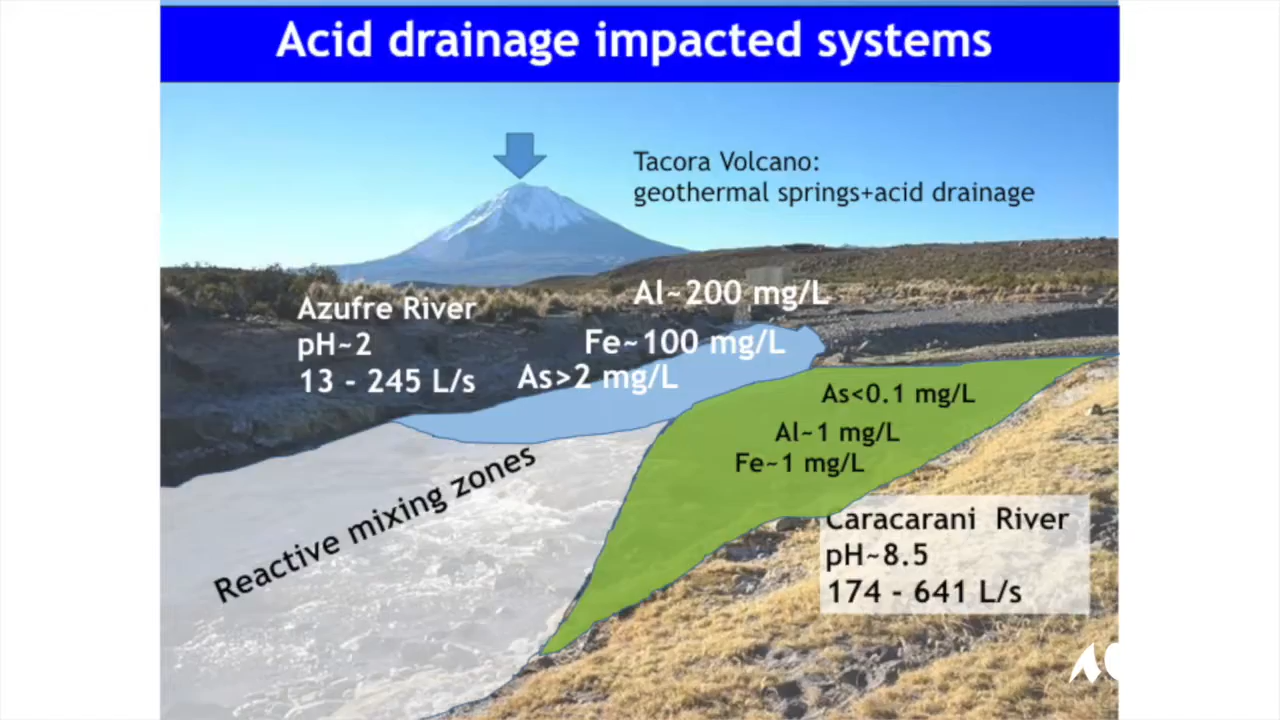 Acid drainage impacted systems
Tacora Volcano:
geothermal springs+acid drainage
Azufre River
pH~2
13 - 245 L/s
Al~200 mg/L
Fe~100 mg/L
As>2 mg/L
As<0.1 mg/L
Al~1 mg/L
Fe~1 mg/L
Reactive mixing zones
Caracarani River
pH~8.5
174 - 641 L/s